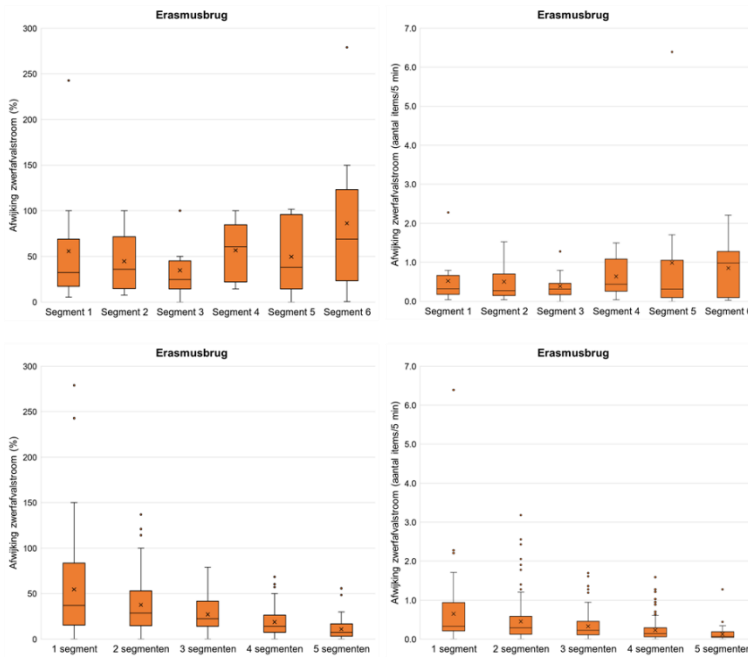 Erasmusbrug
Afwijking zwerfafvalstroom (%)
300
250
200
150
100
50
0
Segment 1 Segment 2 Segment 3 Segment 4 Segment 5 Segment 6
Erasmusbrug
Afwijking zwerfafvalstroom (aantal items/5 min)
7.0
6.0
5.0
4.0
3.0
2.0
1.0
0.0
Segment 1 Segment 2 Segment 3 Segment 4 Segment 5 Segment 6
Erasmusbrug
Afwijking zwerfafvalstroom (%)
300
250
200
150
100
50
0
1 segment 2 segmenten 3 segmenten 4 segmenten 5 segmenten
Erasmusbrug
Afwijking zwerfafvalstroom (aantal items/5 min)
7.0
6.0
5.0
4.0
3.0
2.0
1.0
0.0
1 segment 2 segmenten 3 segmenten 4 segmenten 5 segmenten